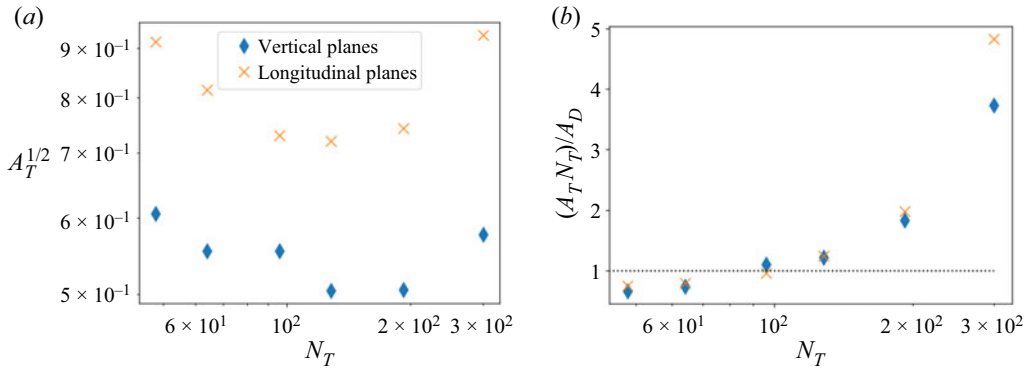 (a)
9 × 10⁻¹
8 × 10⁻¹
7 × 10⁻¹
6 × 10⁻¹
5 × 10⁻¹
A_T^{1/2}
Vertical planes
Longitudinal planes
6 × 10¹
10²
2 × 10²
3 × 10²
N_T
(b)
5
4
3
2
1
(A_T N_T)/A_D
6 × 10¹
10²
2 × 10²
3 × 10²
N_T